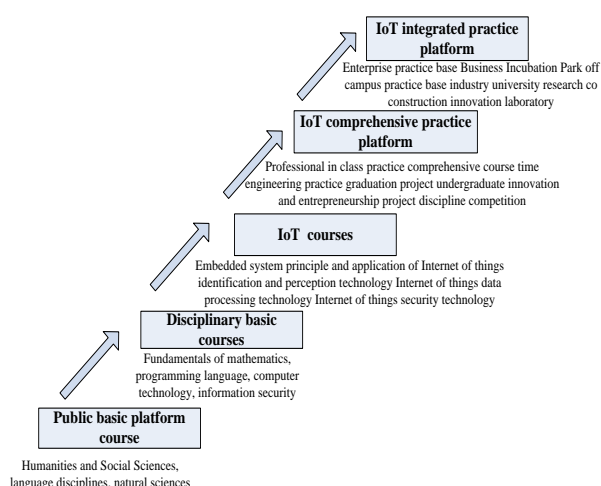 IoT integrated practice
platform
Enterprise practice base Business Incubation Park off
campus practice base industry university research co
construction innovation laboratory
IoT comprehensive practice
platform
Professional in class practice comprehensive course time
engineering practice graduation project undergraduate innovation
and entrepreneurship project discipline competition
IoT courses
Embedded system principle and application of Internet of things
identification and perception technology Internet of things data
processing technology Internet of things security technology
Disciplinary basic
courses
Fundamentals of mathematics,
programming language, computer
technology, information security
Public basic platform
course
Humanities and Social Sciences,
language disciplines, natural sciences